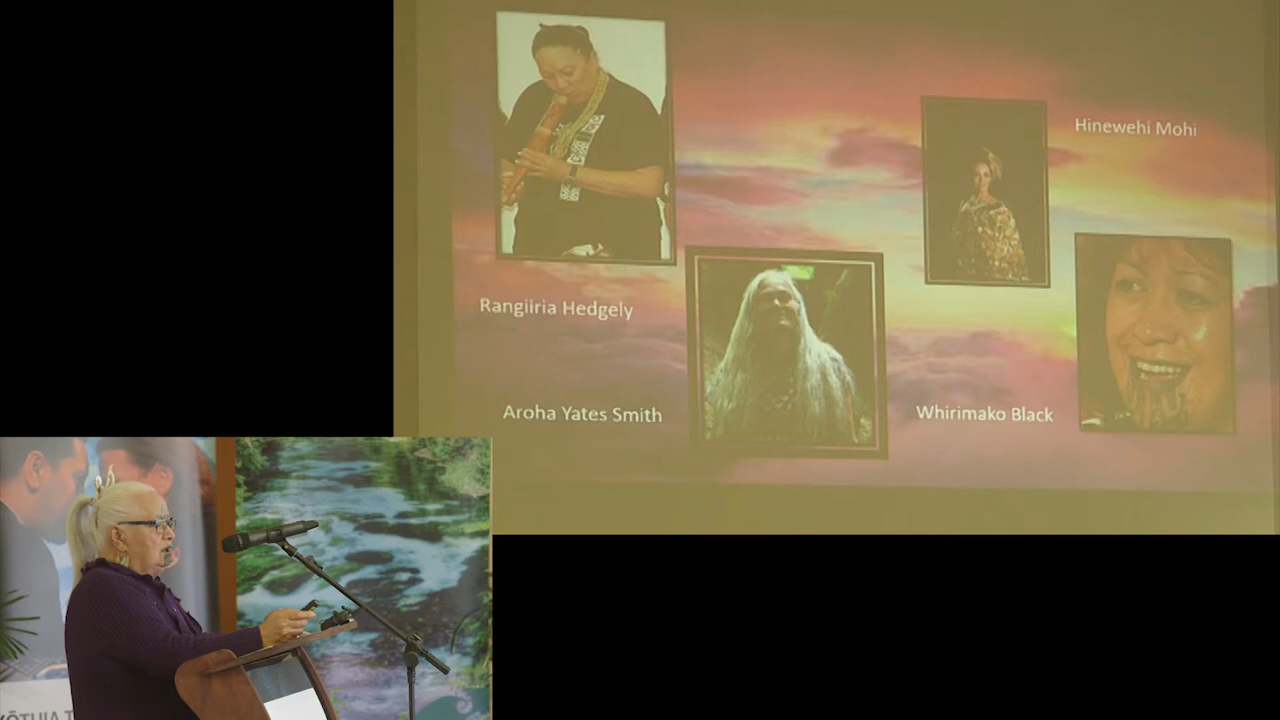 Hinewehi Mohi
Rangiiria Hedgely
Aroha Yates Smith
Whirimako Black